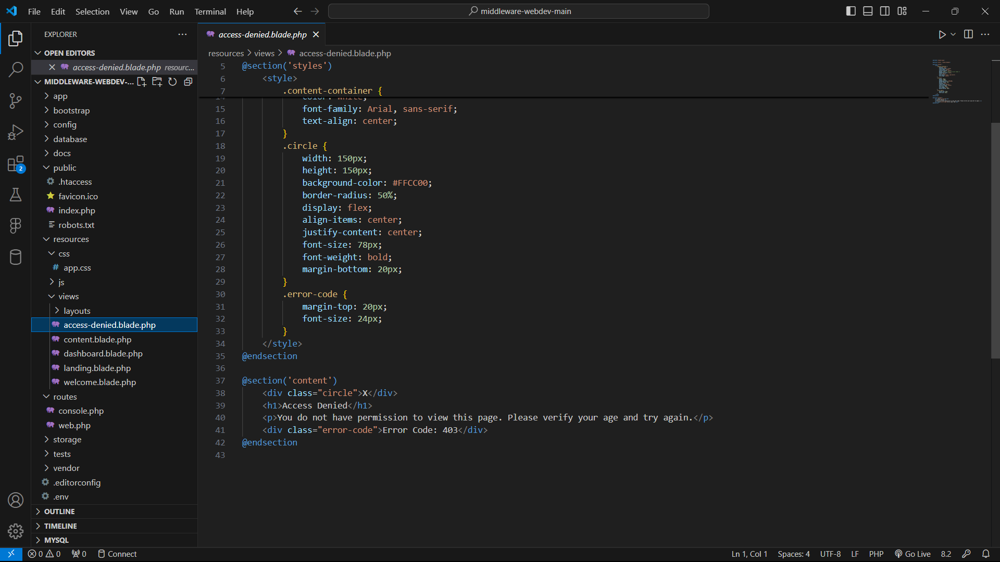 File Edit Selection View Go Run Terminal Help
middleware-webdev-main
EXPLORER
OPEN EDITORS
access-denied.blade.php resourc...
MIDDLEWARE-WEBDEV-...
app
bootstrap
config
database
docs
public
.htaccess
favicon.ico
index.php
robots.txt
resources
css
# app.css
js
views
layouts
access-denied.blade.php
content.blade.php
dashboard.blade.php
landing.blade.php
welcome.blade.php
routes
console.php
web.php
storage
tests
vendor
.editorconfig
.env
OUTLINE
TIMELINE
MYSQL
2
access-denied.blade.php
resources > views > access-denied.blade.php
5 @section('styles')
6 <style>
7 .content-container {
14 color: white;
15 font-family: Arial, sans-serif;
16 text-align: center;
17 }
18 .circle {
19 width: 150px;
20 height: 150px;
21 background-color: #FFCC00;
22 border-radius: 50%;
23 display: flex;
24 align-items: center;
25 justify-content: center;
26 font-size: 78px;
27 font-weight: bold;
28 margin-bottom: 20px;
29 }
30 .error-code {
31 margin-top: 20px;
32 font-size: 24px;
33 }
34 </style>
35 @endsection
36
37 @section('content')
38 <div class="circle">X</div>
39 <h1>Access Denied</h1>
40 <p>You do not have permission to view this page. Please verify your age and try again.</p>
41 <div class="error-code">Error Code: 403</div>
42 @endsection
43
0 0 0 Connect
Ln 1, Col 1 Spaces: 4 UTF-8 LF PHP Go Live 8.2